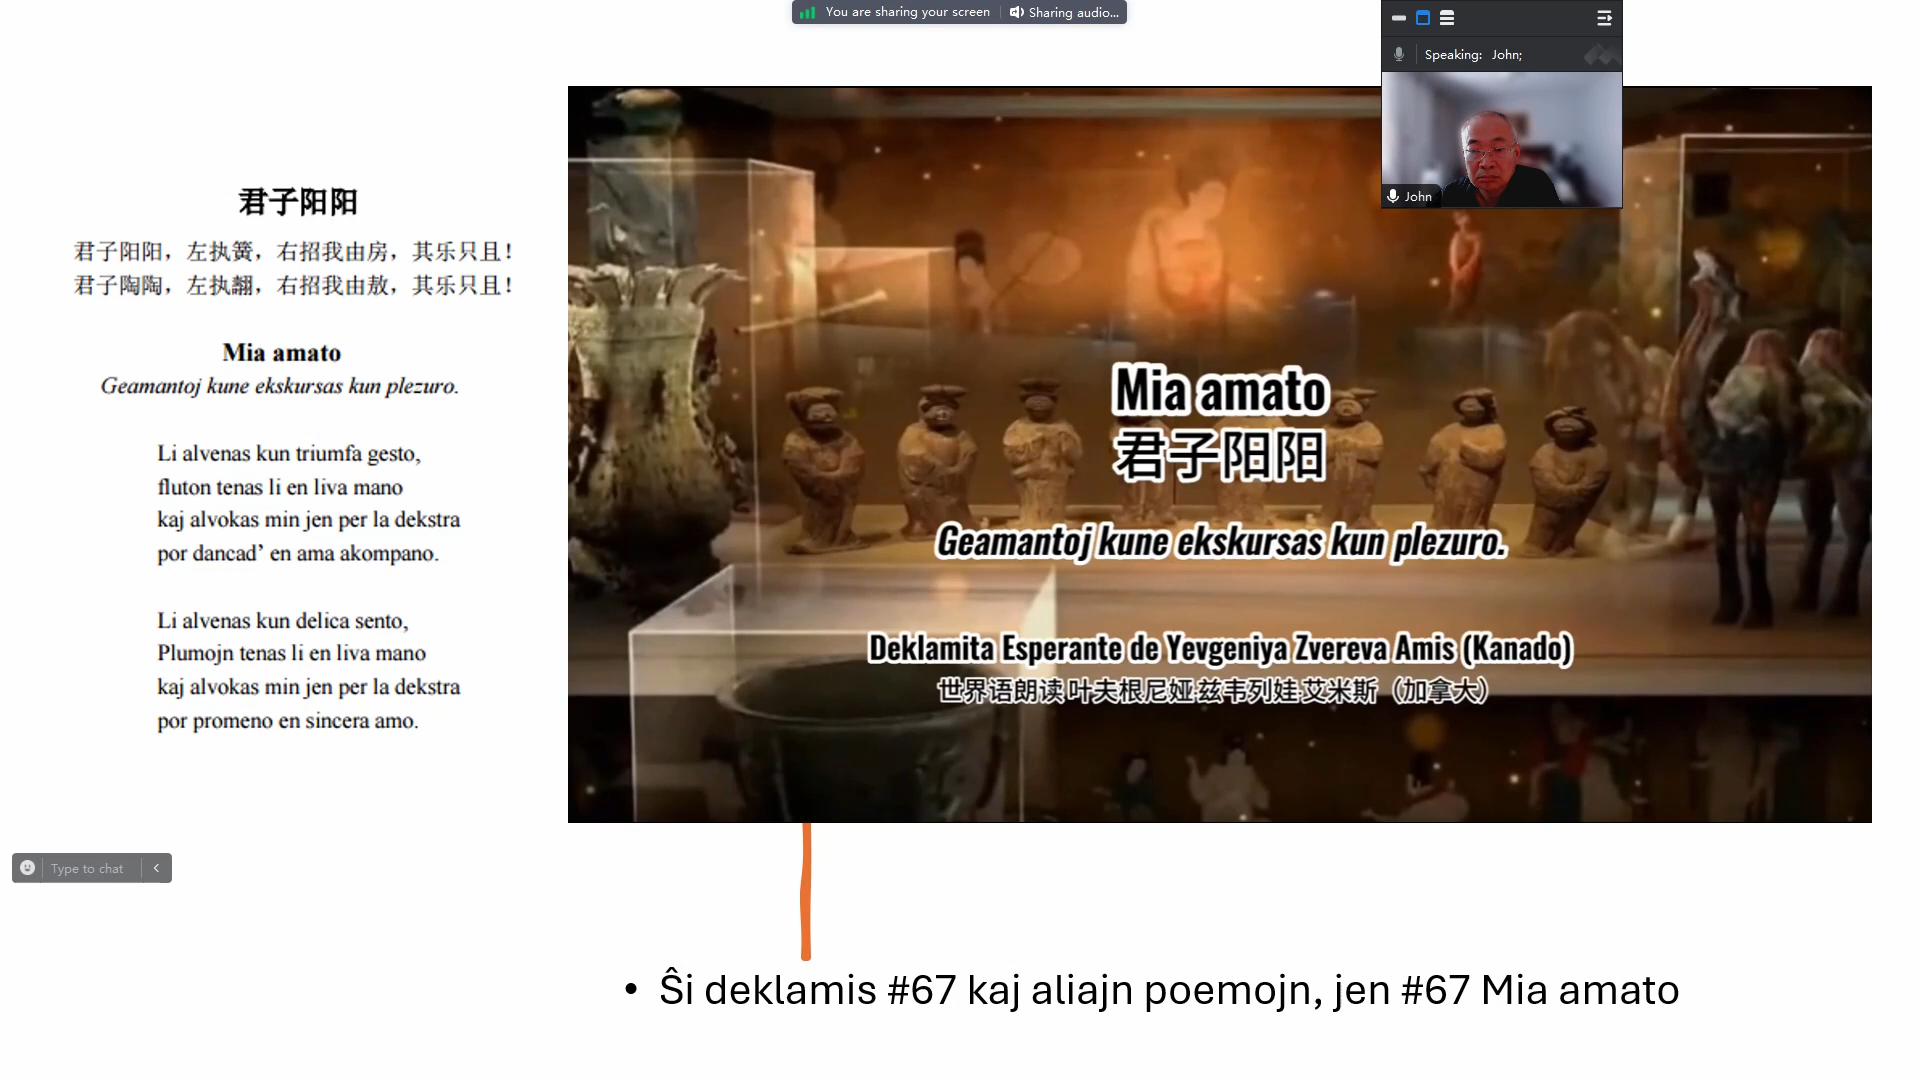 You are sharing your screen
Sharing audio...
Speaking: John;
John
君子阳阳
君子阳阳，左执簧，右招我由房，其乐只且！
君子陶陶，左执翿，右招我由敖，其乐只且！
Mia amato
Geamantoj kune ekskursas kun plezuro.
Li alvenas kun triumfa gesto,
fluton tenas li en liva mano
kaj alvokas min jen per la dekstra
por dancad’ en ama akompano.
Li alvenas kun delica sento,
Plumojn tenas li en liva mano
kaj alvokas min jen per la dekstra
por promeno en sincera amo.
Mia amato
君子阳阳
Geamantoj kune ekskursas kun plezuro.
Deklamita Esperante de Yevgeniya Zvereva Amis (Kanado)
世界语朗读 叶夫根尼娅·兹韦列娃·艾米斯（加拿大）
Type to chat
• Ŝi deklamis #67 kaj aliajn poemojn, jen #67 Mia amato